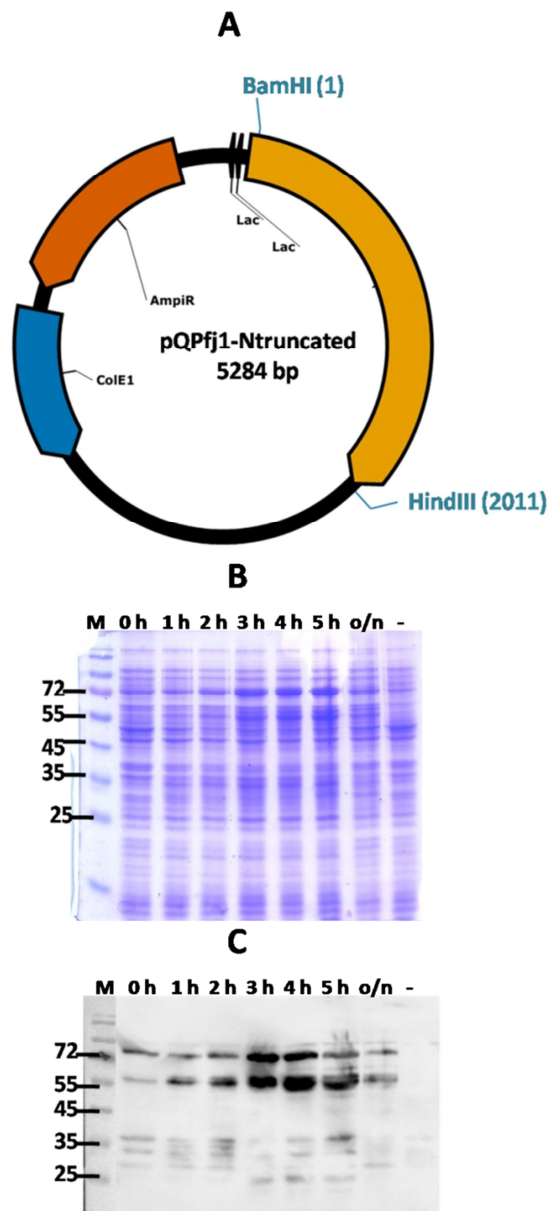 A
BamHI (1)
Lac
Lac
AmpiR
pQPfj1-Ntruncated
5284 bp
ColE1
HindIII (2011)
B
M 0 h 1 h 2 h 3 h 4 h 5 h o/n -
72
55
45
35
25
C
M 0 h 1 h 2 h 3 h 4 h 5 h o/n -
72
55
45
35
25